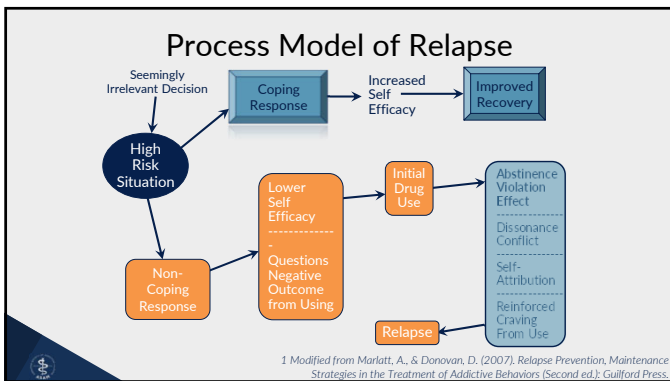 Process Model of Relapse
Seemingly
Irrelevant Decision
Coping
Response
Increased
Self
Efficacy
Improved
Recovery
High
Risk
Situation
Non-
Coping
Response
Lower
Self
Efficacy
-------------
-
Questions
Negative
Outcome
from Using
Initial
Drug
Use
Abstinence
Violation
Effect
Dissonance
Conflict
Self-
Attribution
Reinforced
Craving
From Use
Relapse
1 Modified from Marlatt, A., & Donovan, D. (2007). Relapse Prevention, Maintenance
Strategies in the Treatment of Addictive Behaviors (Second ed.): Guilford Press.